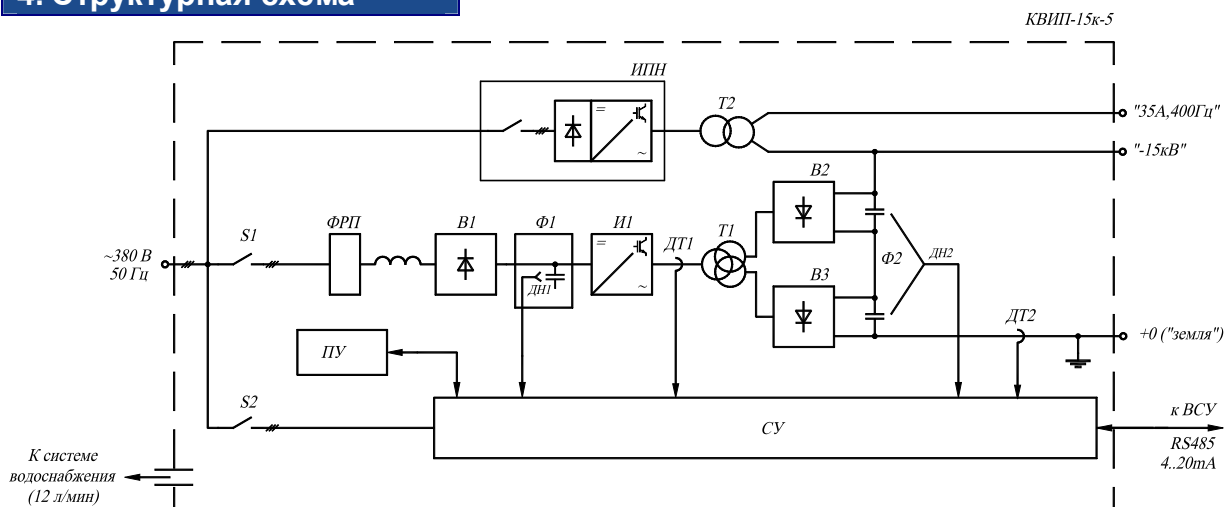 4. Структурная схема
КВИП-15к-5
ИПН
T2
"35А,400Гц"
"-15кВ"
=
~
В2
S1
ФРП
В1
Ф1
И1
ДТ1
Т1
~380 В
50 Гц
=
~
ДН1
Ф2
ДН2
В3
ДТ2
+0 ("земля")
ПУ
S2
СУ
к ВСУ
RS485
4..20mA
К системе
водоснабжения
(12 л/мин)